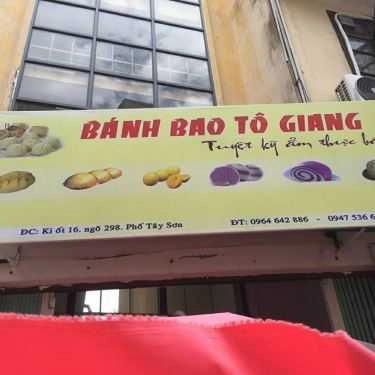 BÁNH BAO TÔ GIANG
Tuyệt kỹ ẩm thực
ĐC: Ki ốt 16. ngõ 298. Phố Tây Sơn
ĐT: 0964 642 886 - 0947 536 6